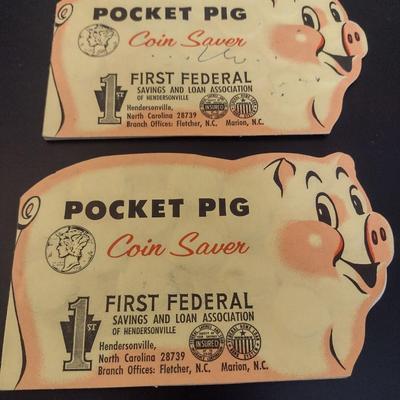 POCKET PIG
Coin Saver
1ST
FIRST FEDERAL
SAVINGS AND LOAN ASSOCIATION
OF HENDERSONVILLE
Hendersonville,
North Carolina 28739
Branch Offices: Fletcher, N.C. Marion, N.C.
POCKET PIG
Coin Saver
1ST
FIRST FEDERAL
SAVINGS AND LOAN ASSOCIATION
OF HENDERSONVILLE
Hendersonville,
North Carolina 28739
Branch Offices: Fletcher, N.C. Marion, N.C.
INSURED